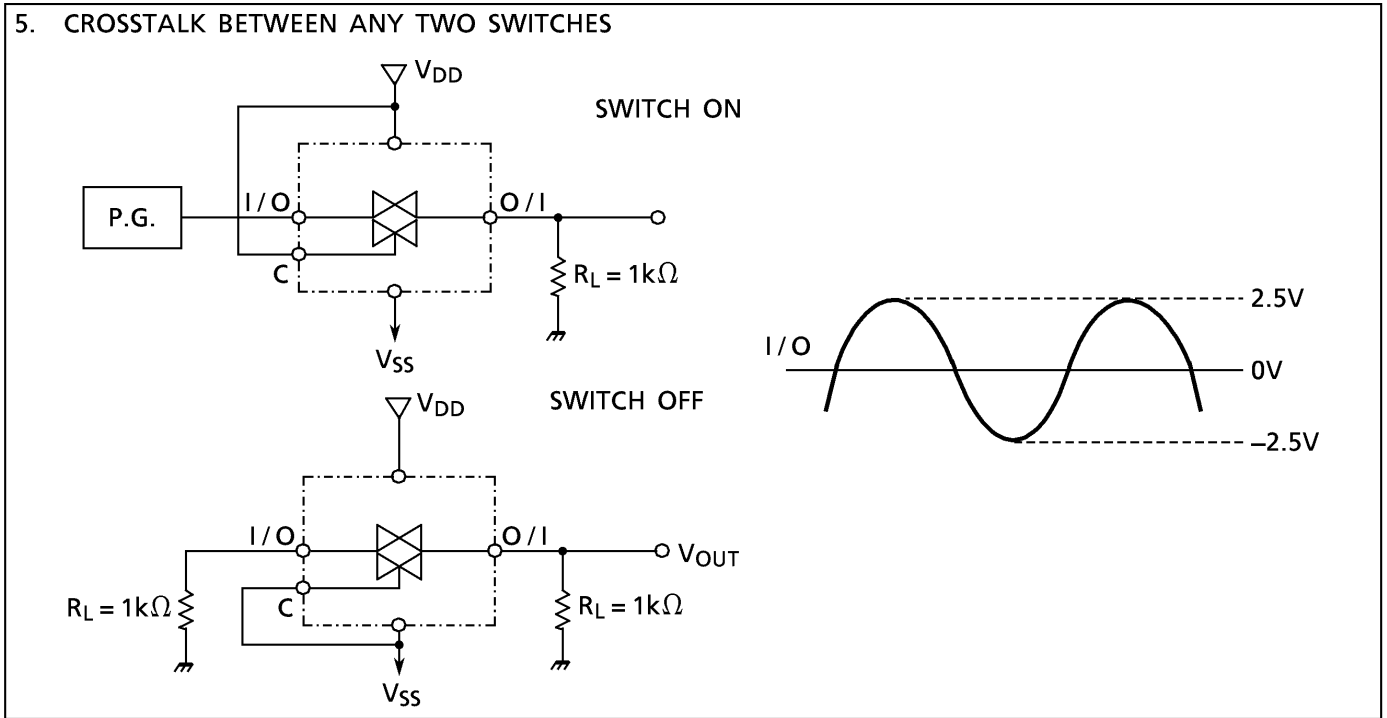 5. CROSSTALK BETWEEN ANY TWO SWITCHES
VDD
SWITCH ON
P.G.
I/O
O/I
C
RL = 1kΩ
VSS
2.5V
I/O
0V
–2.5V
VDD
SWITCH OFF
I/O
O/I
VOUT
RL = 1kΩ
C
RL = 1kΩ
VSS